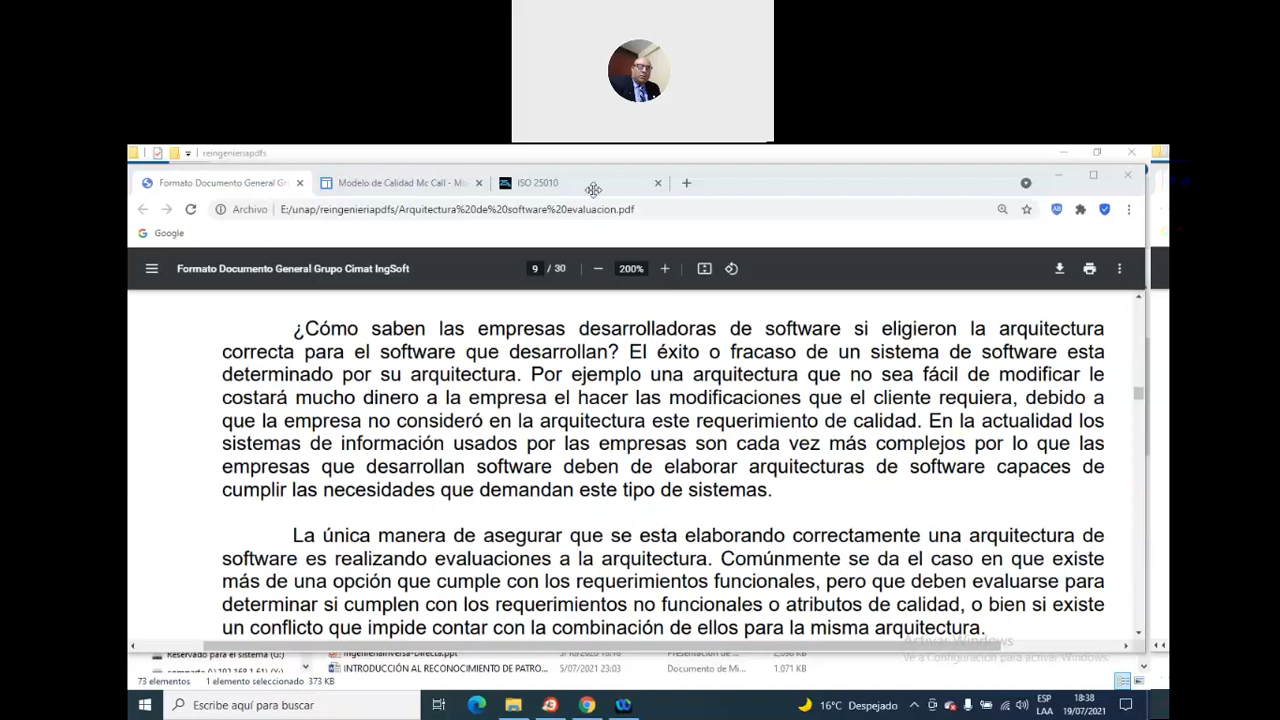 reingenieriapdfs
Formato Documento General Gru
Modelo de Calidad Mc Call - Mo
ISO 25010
Archivo
E:/unap/reingenieriapdfs/Arquitectura%20de%20software%20evaluacion.pdf
Google
Formato Documento General Grupo Cimat IngSoft
9 / 30
200%
¿Cómo saben las empresas desarrolladoras de software si eligieron la arquitectura
correcta para el software que desarrollan? El éxito o fracaso de un sistema de software esta
determinado por su arquitectura. Por ejemplo una arquitectura que no sea fácil de modificar le
costará mucho dinero a la empresa el hacer las modificaciones que el cliente requiera, debido a
que la empresa no consideró en la arquitectura este requerimiento de calidad. En la actualidad los
sistemas de información usados por las empresas son cada vez más complejos por lo que las
empresas que desarrollan software deben de elaborar arquitecturas de software capaces de
cumplir las necesidades que demandan este tipo de sistemas.
La única manera de asegurar que se esta elaborando correctamente una arquitectura de
software es realizando evaluaciones a la arquitectura. Comúnmente se da el caso en que existe
más de una opción que cumple con los requerimientos funcionales, pero que deben evaluarse para
determinar si cumplen con los requerimientos no funcionales o atributos de calidad, o bien si existe
un conflicto que impide contar con la combinación de ellos para la misma arquitectura.
Activar Windows
Ve a Configuración para activar Windows.
Reservado para el sistema (G:)
INTRODUCCIÓN AL RECONOCIMIENTO DE PATRO...
5/07/2021 23:03
Documento de Mi...
1,071 KB
73 elementos
1 elemento seleccionado 373 KB
Escribe aquí para buscar
16°C Despejado
ESP
LAA
18:38
19/07/2021